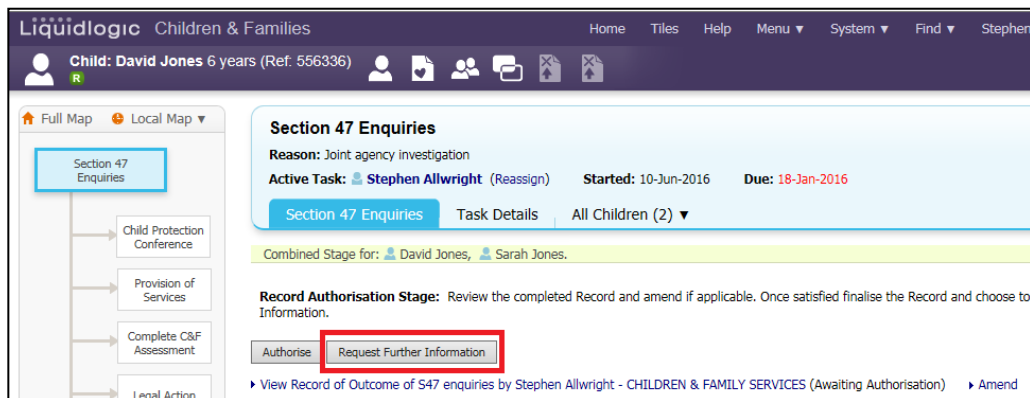 Liquidlogic Children & Families
Home Tiles Help Menu ▼ System ▼ Find ▼ Stephen
Child: David Jones 6 years (Ref: 556336)
R
Full Map Local Map ▼
Section 47
Enquiries
Child Protection
Conference
Provision of
Services
Complete C&F
Assessment
Legal Action
Section 47 Enquiries
Reason: Joint agency investigation
Active Task: Stephen Allwright (Reassign) Started: 10-Jun-2016 Due: 18-Jan-2016
Section 47 Enquiries Task Details All Children (2) ▼
Combined Stage for: David Jones, Sarah Jones.
Record Authorisation Stage: Review the completed Record and amend if applicable. Once satisfied finalise the Record and choose to
Information.
Authorise Request Further Information
View Record of Outcome of S47 enquiries by Stephen Allwright - CHILDREN & FAMILY SERVICES (Awaiting Authorisation) Amend